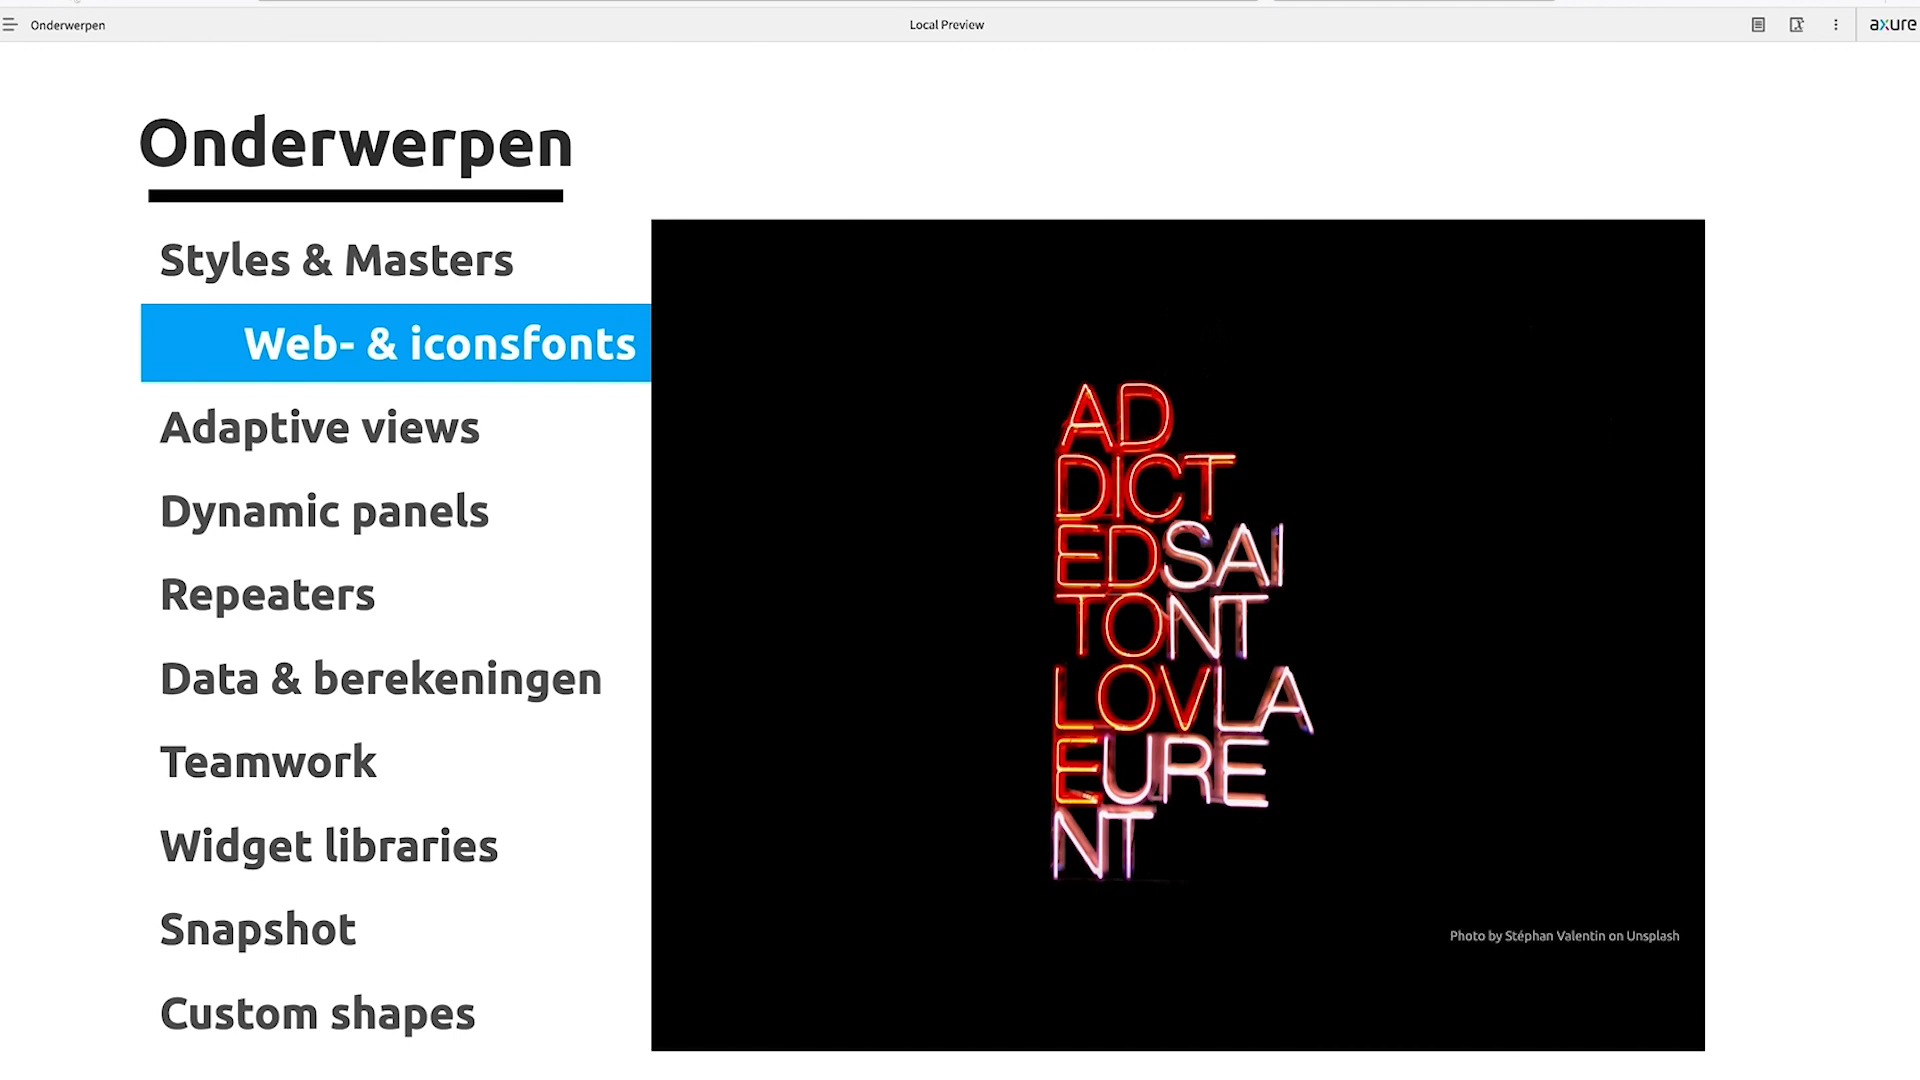 Onderwerpen
Local Preview
axure
Onderwerpen
Styles & Masters
Web- & iconsfonts
Adaptive views
Dynamic panels
Repeaters
Data & berekeningen
Teamwork
Widget libraries
Snapshot
Custom shapes
AD
DICT
EDSAI
TONT
LOVLA
EURE
NT
Photo by Stéphan Valentin on Unsplash